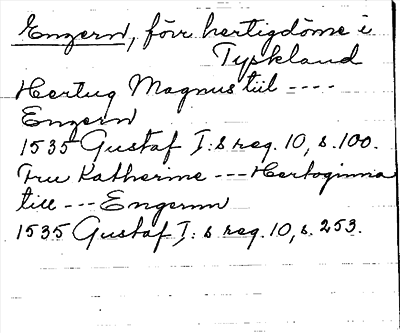 Engern, förr hertigdöme i
Tyskland
Hertug Magnus tiil ----
Engern
1535 Gustaf I:s reg. 10, s. 100.
Fru Katherine --- Hertoginna
till --- Engernn
1535 Gustaf I:s reg. 10, s. 253.